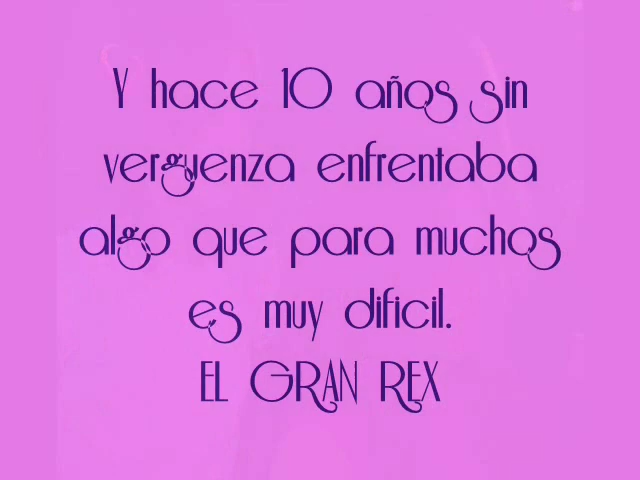 Y hace 10 años sin
verguenza enfrentaba
algo que para muchos
es muy dificil.
EL GRAN REX